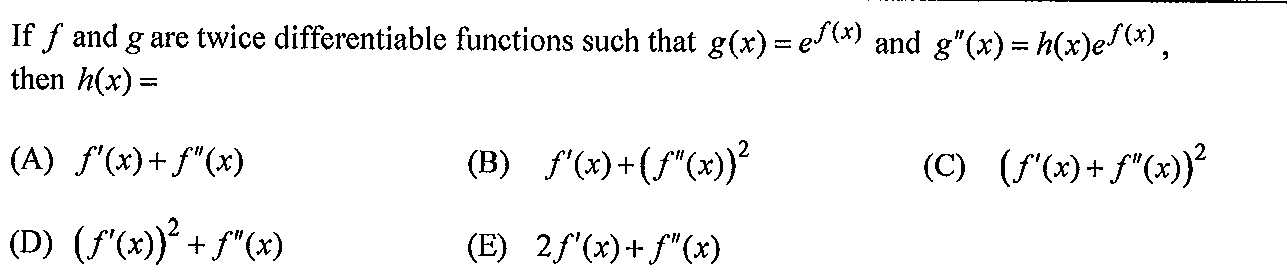 If f and g are twice differentiable functions such that g(x) = e^{f(x)} and g″(x) = h(x)e^{f(x)},
then h(x) =
(A) f′(x) + f″(x) (B) f′(x) + (f″(x))² (C) (f′(x) + f″(x))²
(D) (f′(x))² + f″(x) (E) 2f′(x) + f″(x)